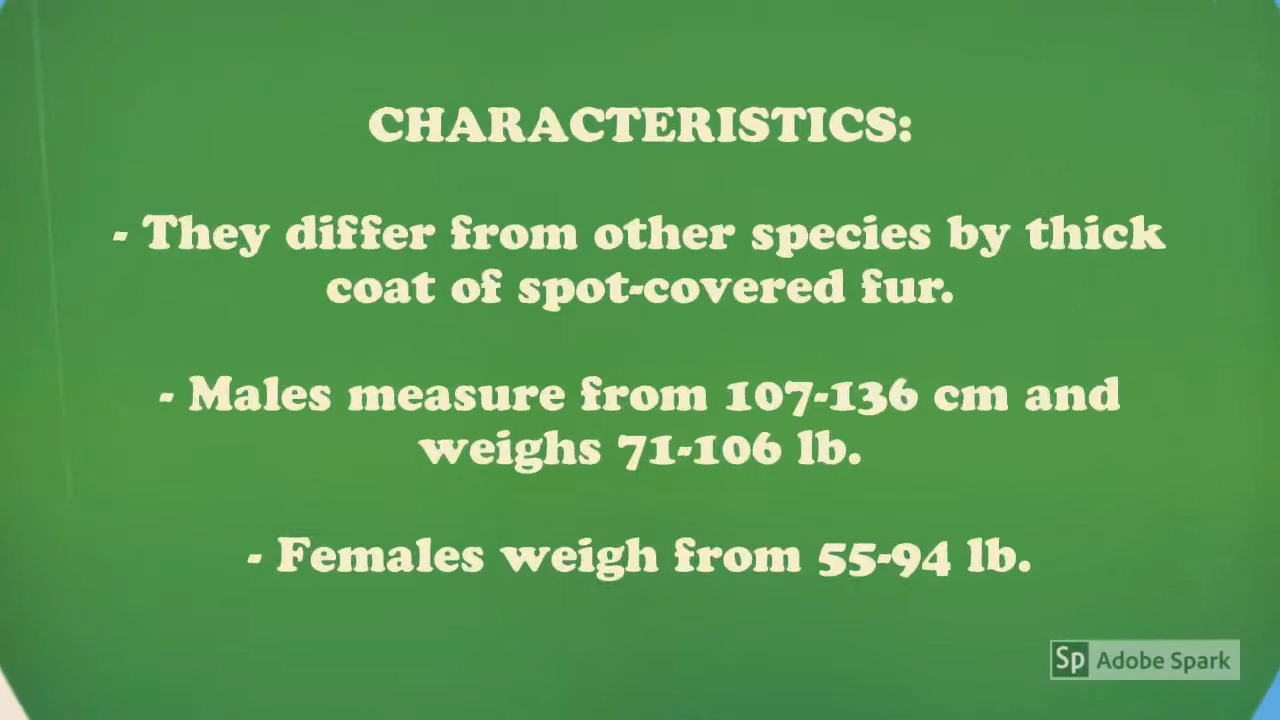 CHARACTERISTICS:
- They differ from other species by thick
coat of spot-covered fur.
- Males measure from 107-136 cm and
weighs 71-106 lb.
- Females weigh from 55-94 lb.
Sp Adobe Spark